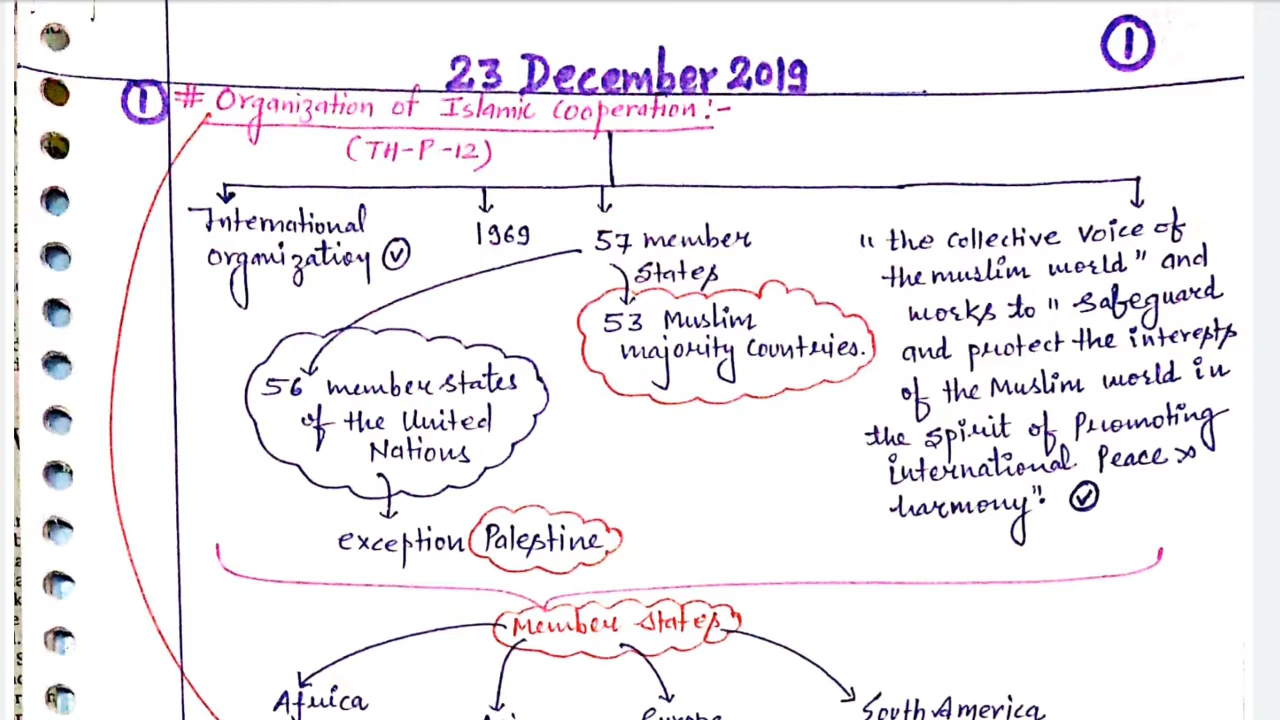 ①
23 December 2019
① # Organization of Islamic Cooperation:-
(TH-P-12)
International
organization
1969
57 member
states
53 Muslim
majority countries.
56 member states
of the United
Nations
exception Palestine
"the collective voice of
the muslim world" and
works to "safeguard
and protect the interests
of the Muslim world in
the spirit of promoting
international peace &
harmony".
Member States
Africa
Europe
South America